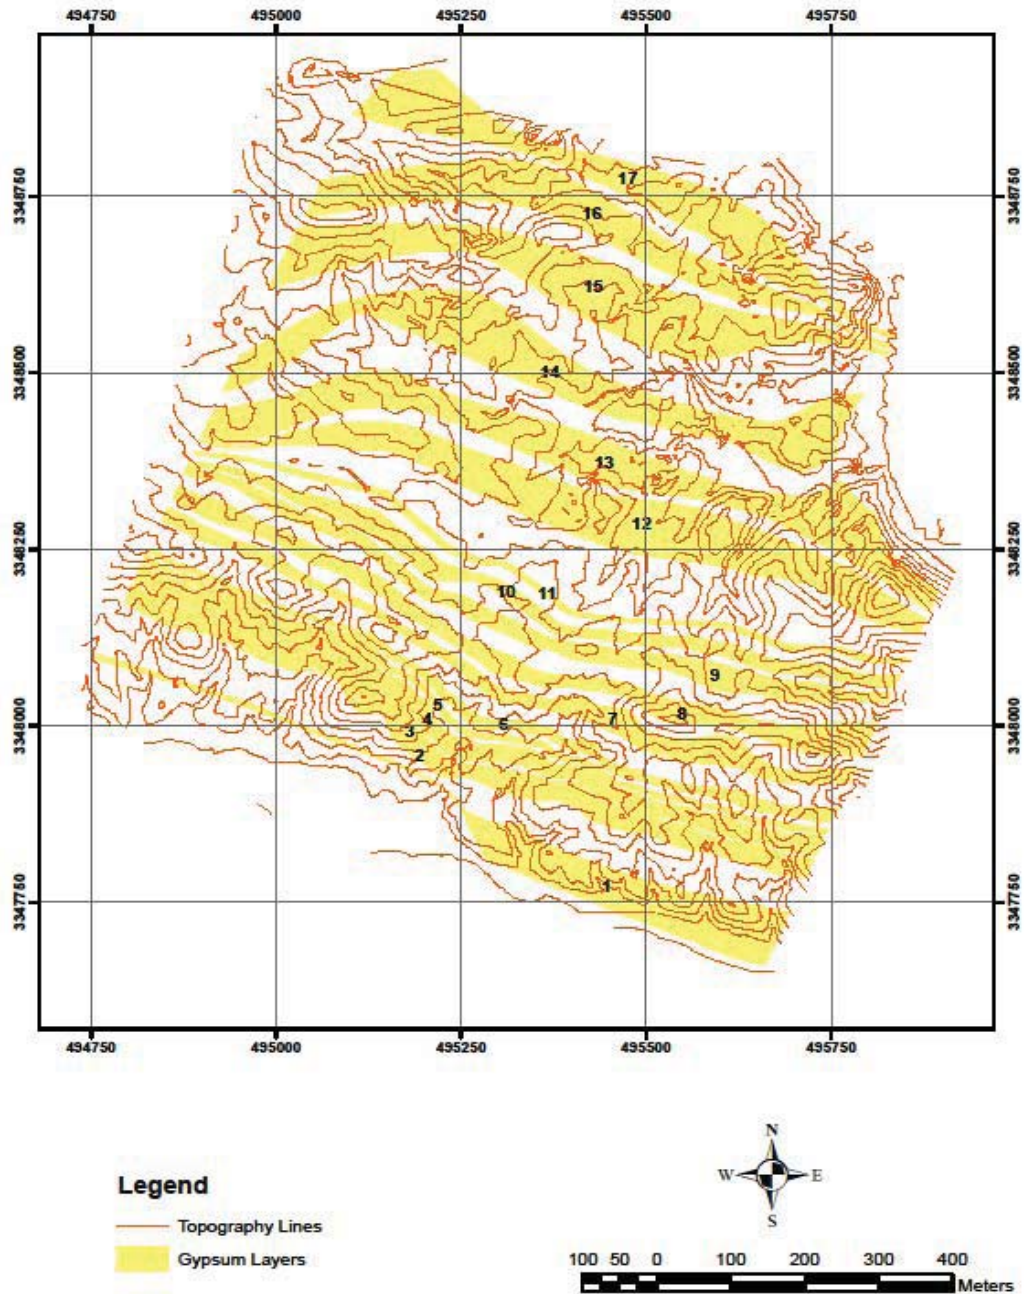 494750 495000 495250 495500 495750
3348750 3348750
3348500 3348500
3348250 3348250
3348000 3348000
3347750 3347750
17
16
15
14
13
12
10 11
9
5 8
4 6 7
3
2
1
494750 495000 495250 495500 495750
N
W E
S
Legend
Topography Lines
Gypsum Layers
100 50 0 100 200 300 400
Meters